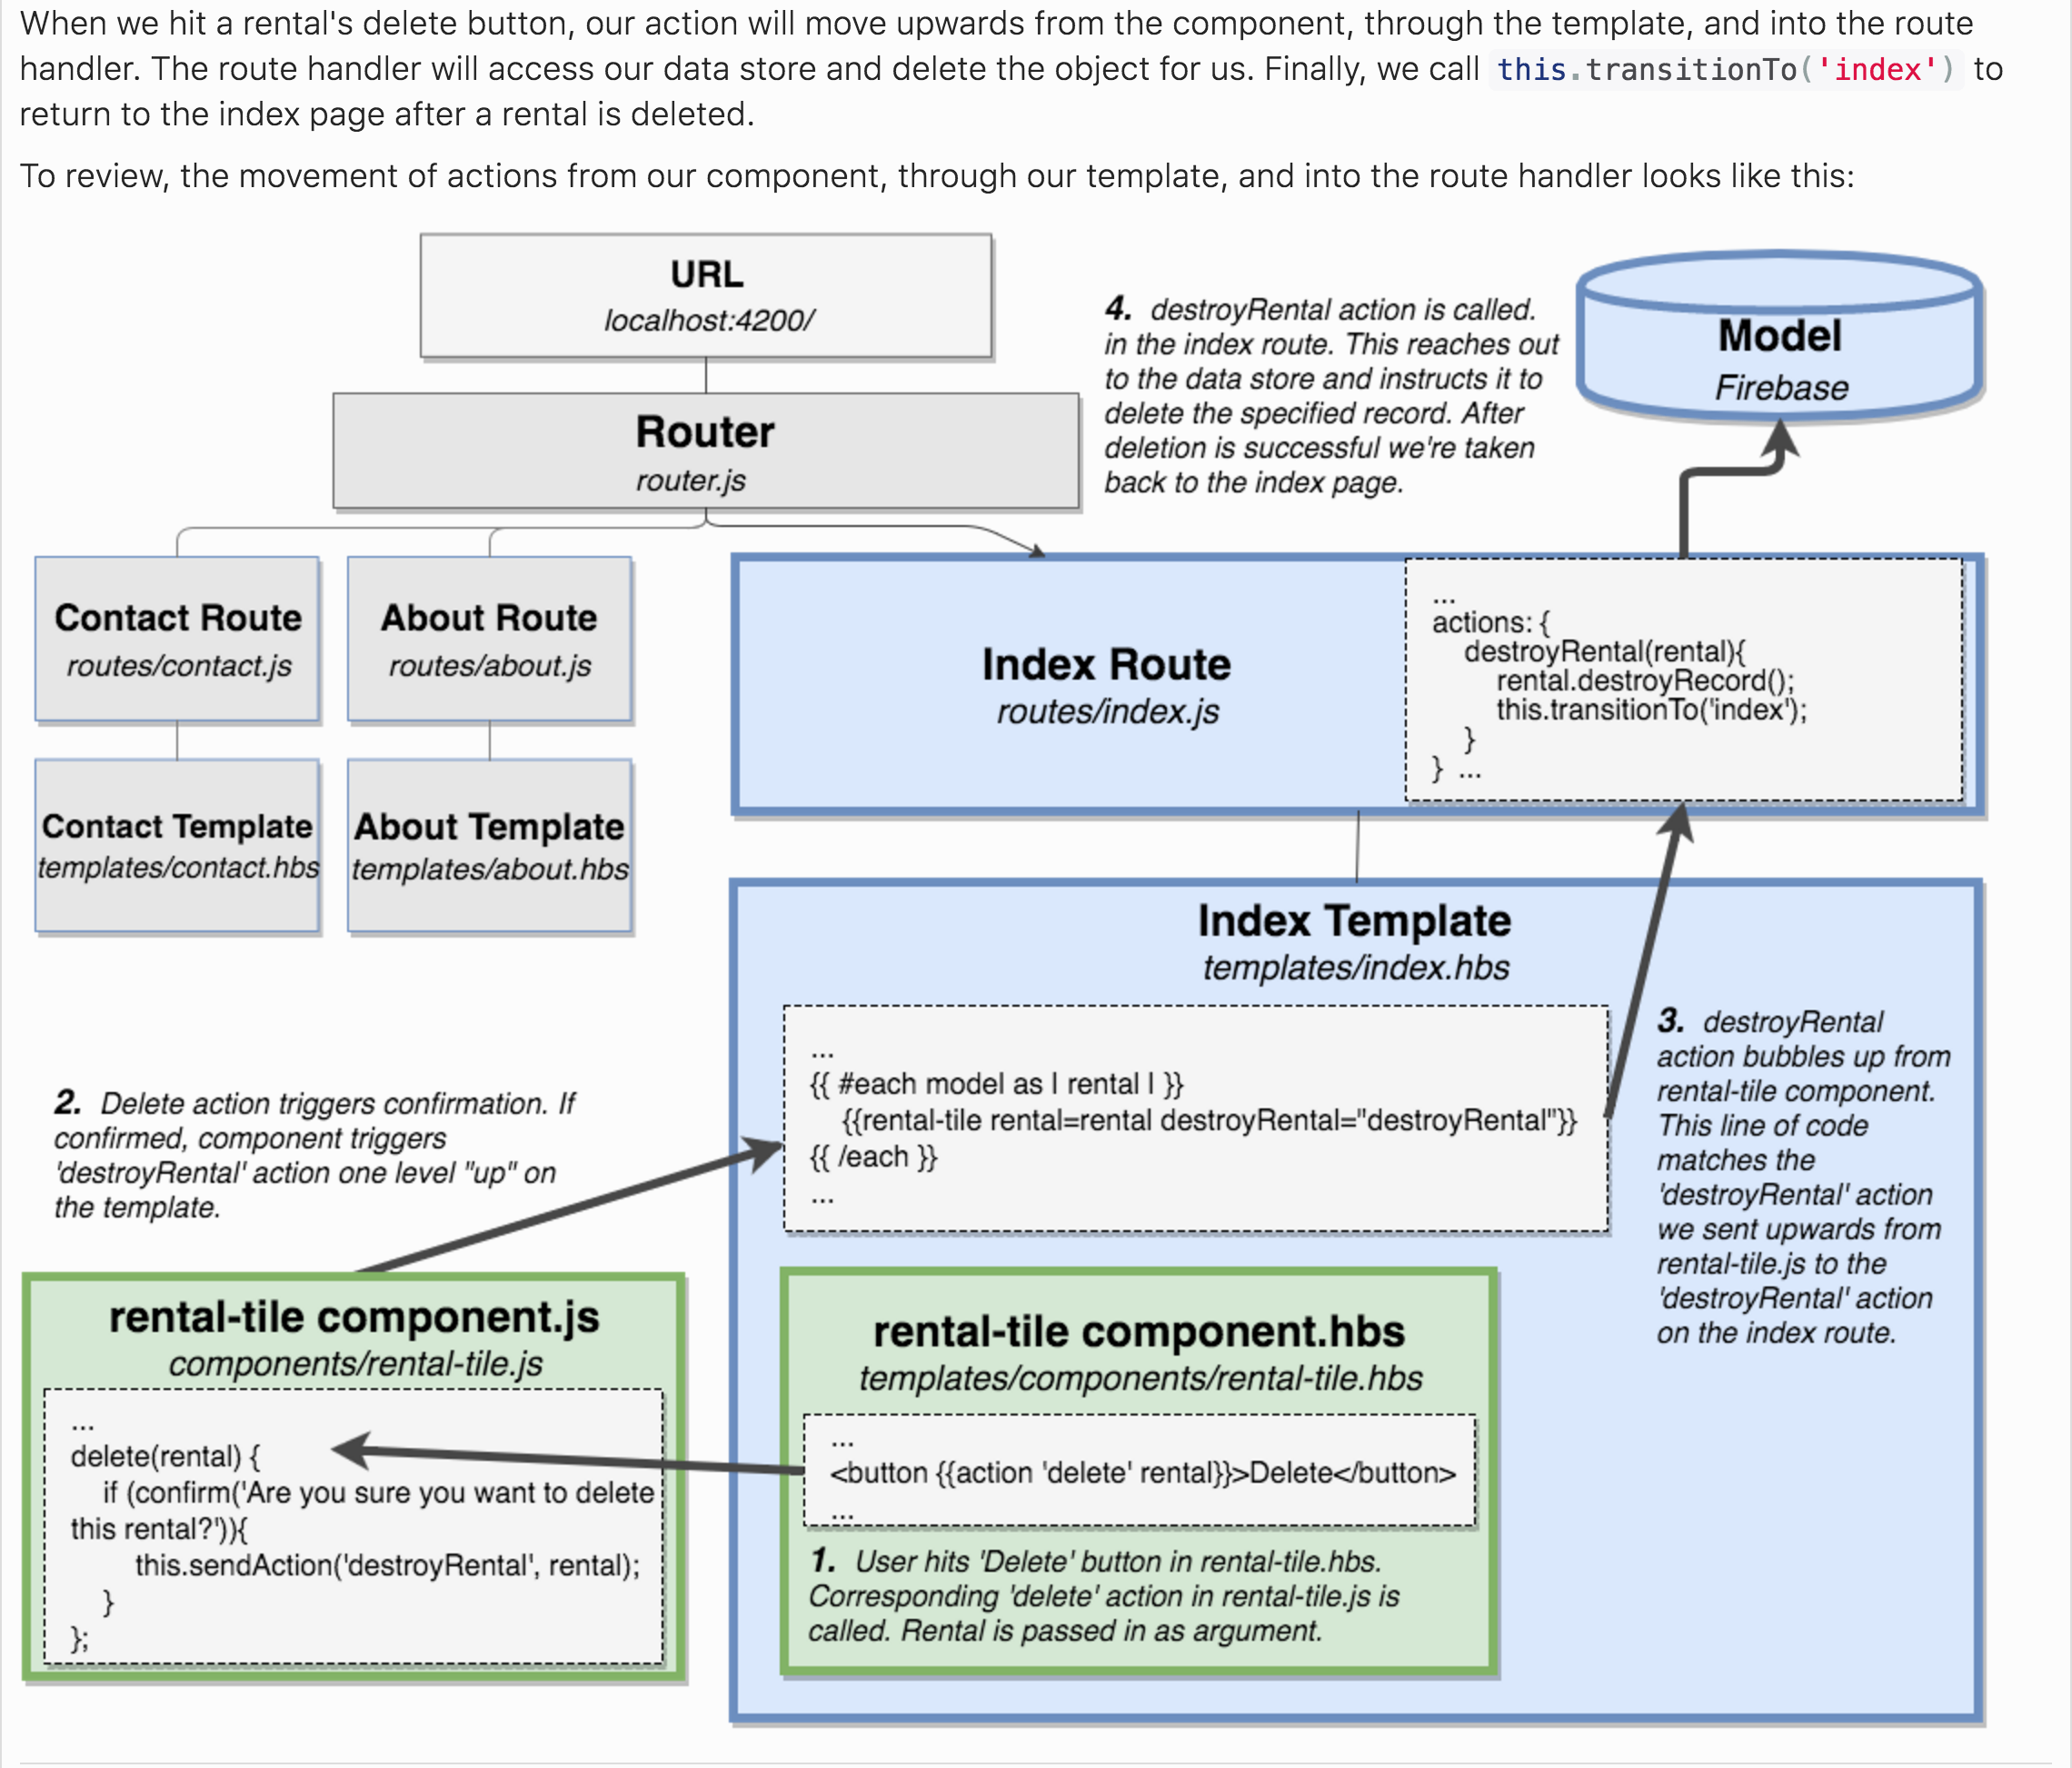 When we hit a rental's delete button, our action will move upwards from the component, through the template, and into the route
handler. The route handler will access our data store and delete the object for us. Finally, we call this.transitionTo('index') to
return to the index page after a rental is deleted.
To review, the movement of actions from our component, through our template, and into the route handler looks like this:
URL
localhost:4200/
Router
router.js
4. destroyRental action is called.
in the index route. This reaches out
to the data store and instructs it to
delete the specified record. After
deletion is successful we're taken
back to the index page.
Model
Firebase
Contact Route
routes/contact.js
About Route
routes/about.js
Index Route
routes/index.js
...
actions: {
destroyRental(rental){
rental.destroyRecord();
this.transitionTo('index');
}
} ...
Contact Template
templates/contact.hbs
About Template
templates/about.hbs
Index Template
templates/index.hbs
...
{{ #each model as | rental | }}
{{rental-tile rental=rental destroyRental="destroyRental"}}
{{ /each }}
...
3. destroyRental
action bubbles up from
rental-tile component.
This line of code
matches the
'destroyRental' action
we sent upwards from
rental-tile.js to the
'destroyRental' action
on the index route.
2. Delete action triggers confirmation. If
confirmed, component triggers
'destroyRental' action one level "up" on
the template.
rental-tile component.js
components/rental-tile.js
...
delete(rental) {
if (confirm('Are you sure you want to delete
this rental?')){
this.sendAction('destroyRental', rental);
}
};
rental-tile component.hbs
templates/components/rental-tile.hbs
...
<button {{action 'delete' rental}}>Delete</button>
...
1. User hits 'Delete' button in rental-tile.hbs.
Corresponding 'delete' action in rental-tile.js is
called. Rental is passed in as argument.